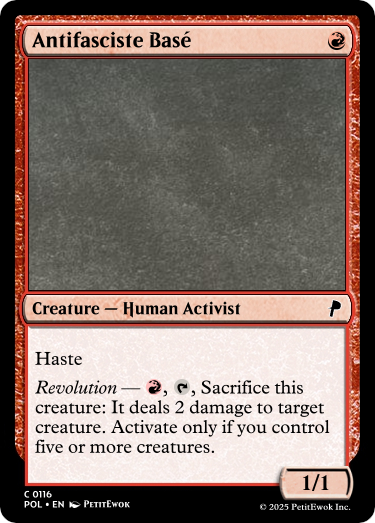 Antifasciste Basé
Creature — Human Activist
Haste
Revolution — , , Sacrifice this
creature: It deals 2 damage to target
creature. Activate only if you control
five or more creatures.
1/1
C 0116
POL • EN PetitEwok
© 2025 PetitEwok Inc.